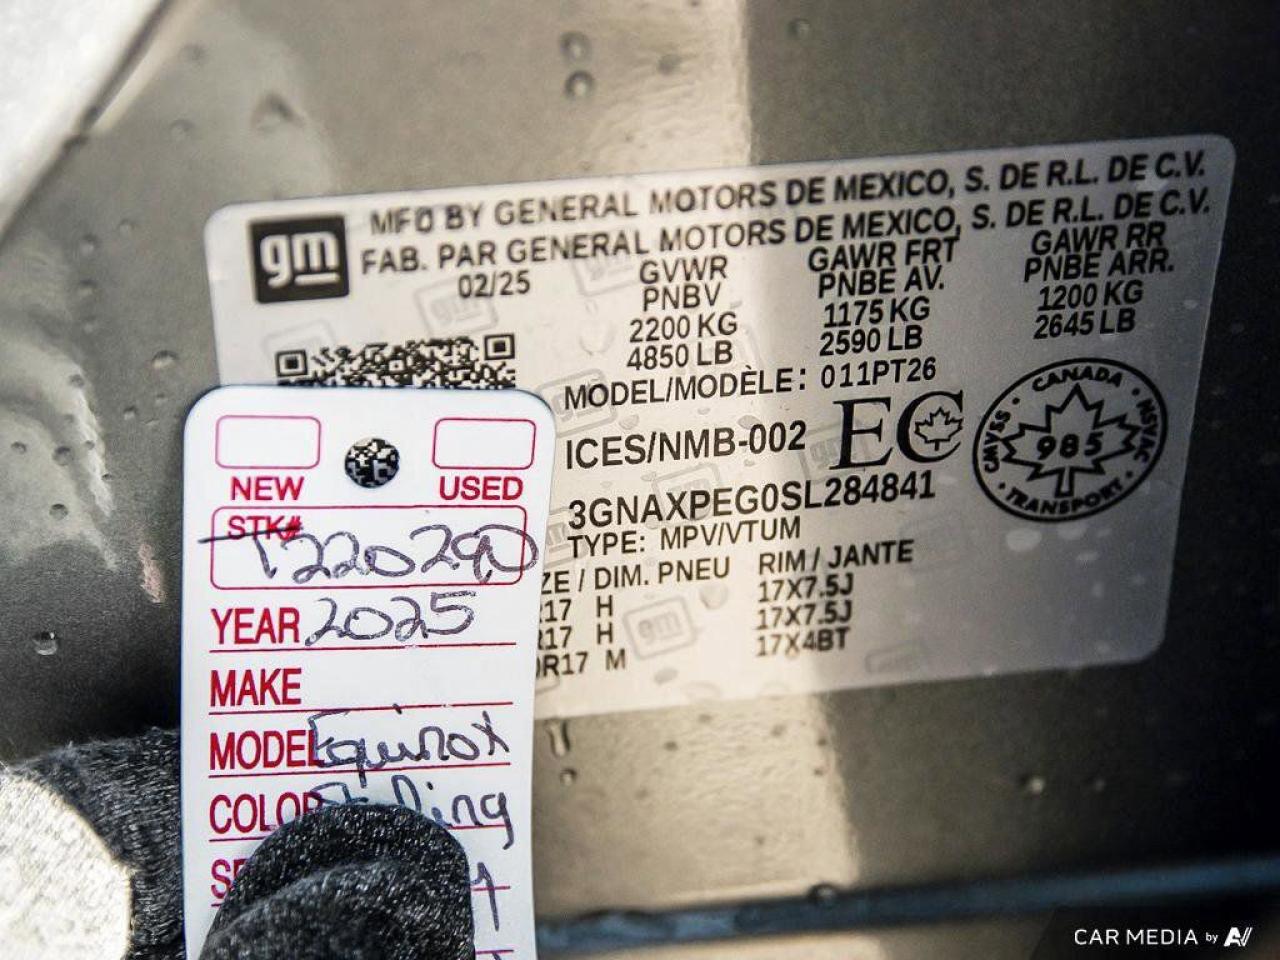 gm
MFD BY GENERAL MOTORS DE MEXICO, S. DE R.L. DE C.V.
FAB. PAR GENERAL MOTORS DE MEXICO, S. DE R.L. DE C.V.
02/25
GVWR
PNBV
2200 KG
4850 LB
GAWR FRT
PNBE AV.
1175 KG
2590 LB
GAWR RR
PNBE ARR.
1200 KG
2645 LB
MODEL/MODÈLE: 011PT26
ICES/NMB-002 EC
CANADA
CMVSS 985 NSVAC
TRANSPORT
3GNAXPEG0SL284841
TYPE: MPV/VTUM
ZE / DIM. PNEU RIM / JANTE
R17 H 17X7.5J
R17 H 17X7.5J
0R17 M 17X4BT
NEW USED
STK#
T220290
YEAR 2025
MAKE
MODEL Equinox
COLOR
CAR MEDIA by AV